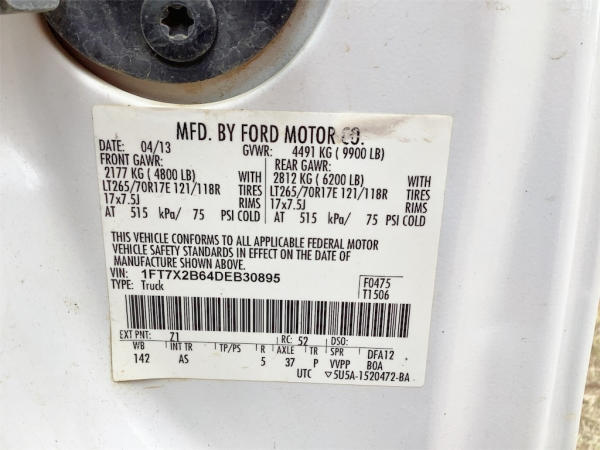 MFD. BY FORD MOTOR CO.
DATE: 04/13 GVWR: 4491 KG ( 9900 LB)
FRONT GAWR: REAR GAWR:
2177 KG ( 4800 LB) WITH 2812 KG ( 6200 LB) WITH
LT265/70R17E 121/118R TIRES LT265/70R17E 121/118R TIRES
17x7.5J RIMS 17x7.5J RIMS
AT 515 kPa/ 75 PSI COLD AT 515 kPa/ 75 PSI COLD
THIS VEHICLE CONFORMS TO ALL APPLICABLE FEDERAL MOTOR
VEHICLE SAFETY STANDARDS IN EFFECT ON THE DATE OF
MANUFACTURE SHOWN ABOVE.
VIN: 1FT7X2B64DEB30895 F0475
TYPE: Truck T1506
EXT PNT: Z1 RC: 52 DSO:
WB INT TR TP/PS R AXLE TR SPR DFA12
142 AS 5 37 P VVPP BOA
UTC ▽5U5A-1520472-BA